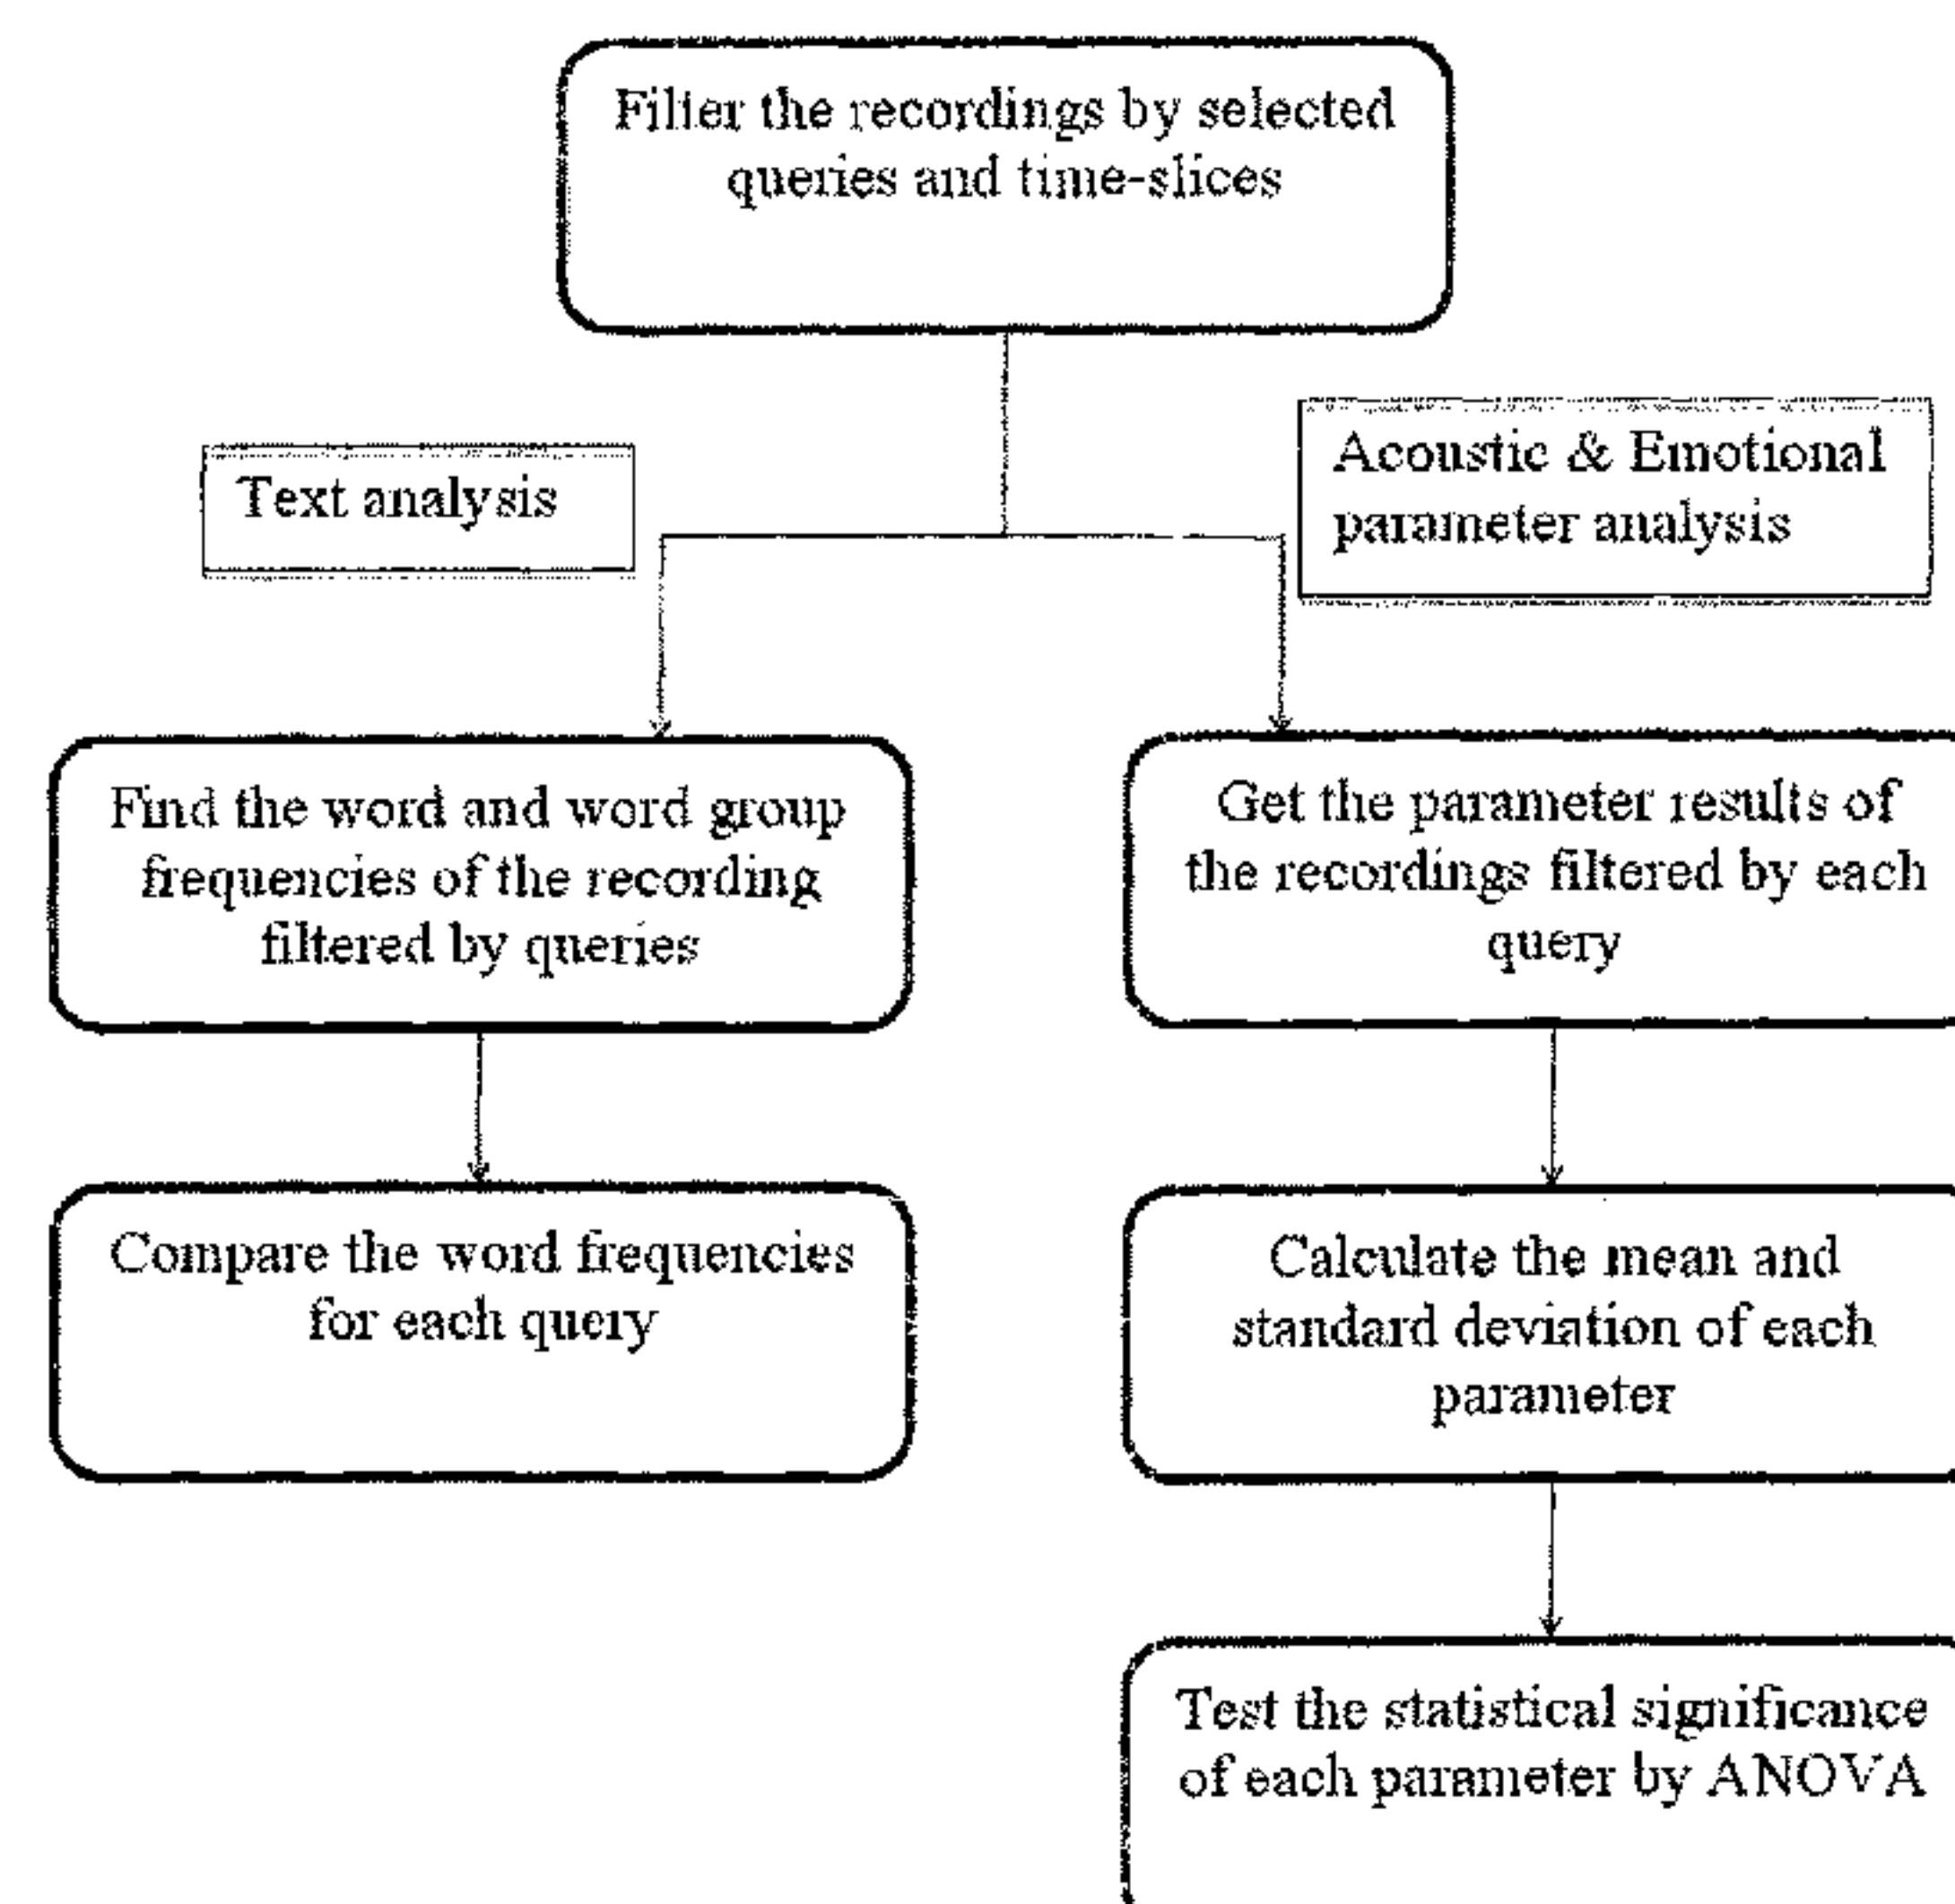 Filter the recordings by selected
queries and time-slices
Text analysis
Acoustic & Emotional
parameter analysis
Find the word and word group
frequencies of the recording
filtered by queries
Get the parameter results of
the recordings filtered by each
query
Compare the word frequencies
for each query
Calculate the mean and
standard deviation of each
parameter
Test the statistical significance
of each parameter by ANOVA